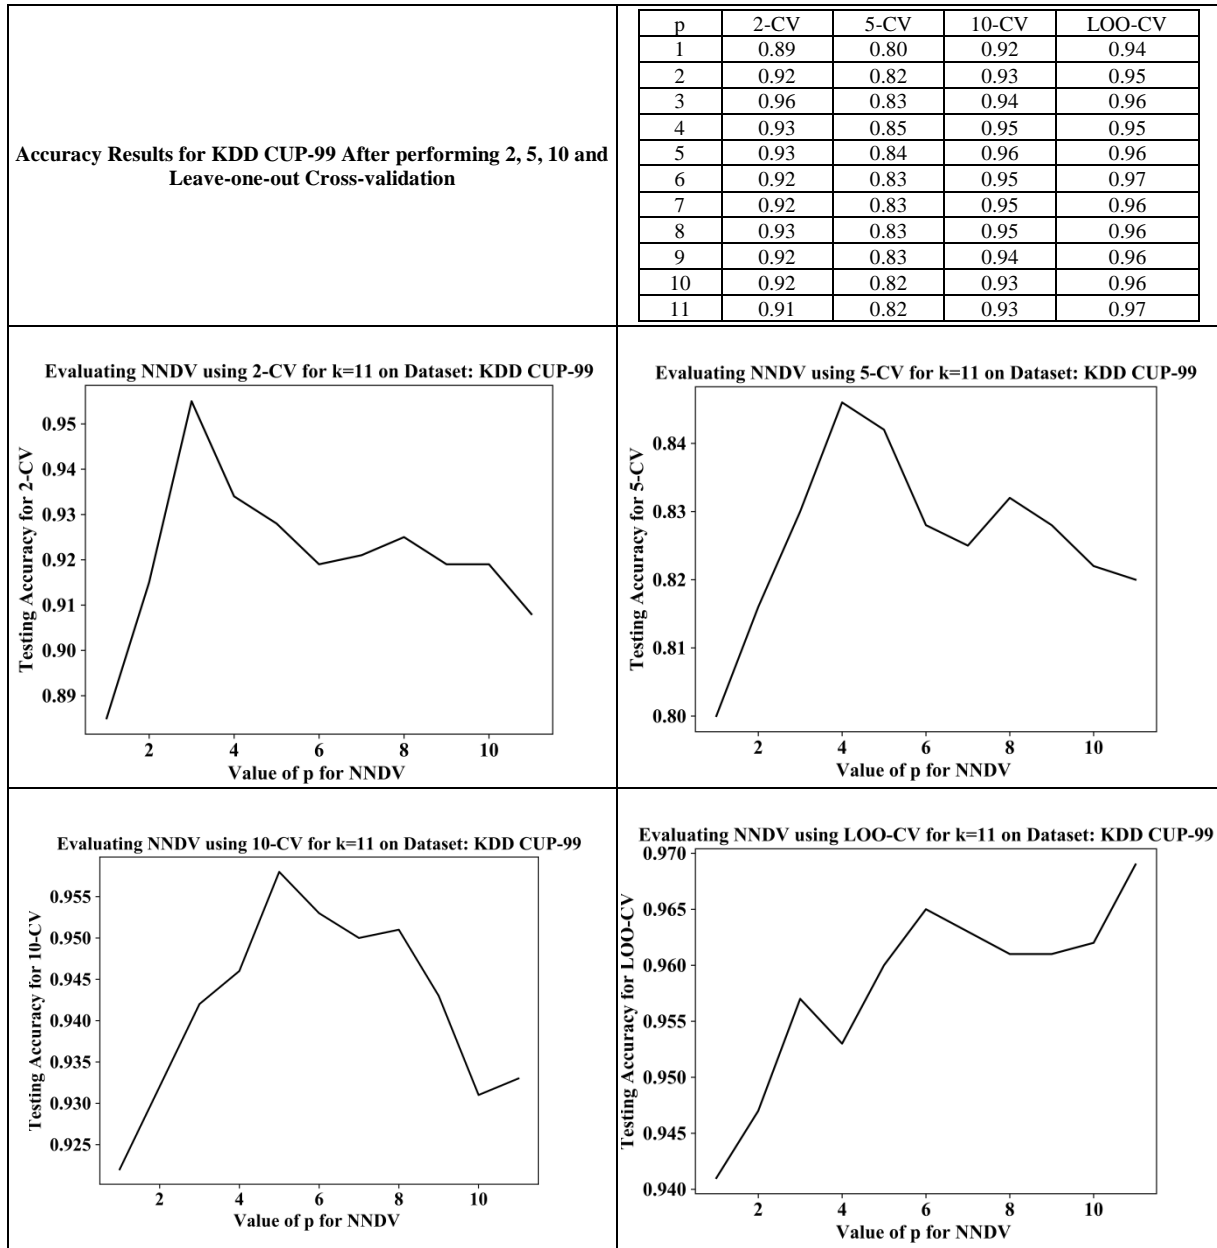 Accuracy Results for KDD CUP-99 After performing 2, 5, 10 and
Leave-one-out Cross-validation
p 2-CV 5-CV 10-CV LOO-CV
1 0.89 0.80 0.92 0.94
2 0.92 0.82 0.93 0.95
3 0.96 0.83 0.94 0.96
4 0.93 0.85 0.95 0.95
5 0.93 0.84 0.96 0.96
6 0.92 0.83 0.95 0.97
7 0.92 0.83 0.95 0.96
8 0.93 0.83 0.95 0.96
9 0.92 0.83 0.94 0.96
10 0.92 0.82 0.93 0.96
11 0.91 0.82 0.93 0.97
Evaluating NNDV using 2-CV for k=11 on Dataset: KDD CUP-99
Testing Accuracy for 2-CV
0.95
0.94
0.93
0.92
0.91
0.90
0.89
2 4 6 8 10
Value of p for NNDV
Evaluating NNDV using 5-CV for k=11 on Dataset: KDD CUP-99
Testing Accuracy for 5-CV
0.84
0.83
0.82
0.81
0.80
2 4 6 8 10
Value of p for NNDV
Evaluating NNDV using 10-CV for k=11 on Dataset: KDD CUP-99
Testing Accuracy for 10-CV
0.955
0.950
0.945
0.940
0.935
0.930
0.925
2 4 6 8 10
Value of p for NNDV
Evaluating NNDV using LOO-CV for k=11 on Dataset: KDD CUP-99
Testing Accuracy for LOO-CV
0.970
0.965
0.960
0.955
0.950
0.945
0.940
2 4 6 8 10
Value of p for NNDV